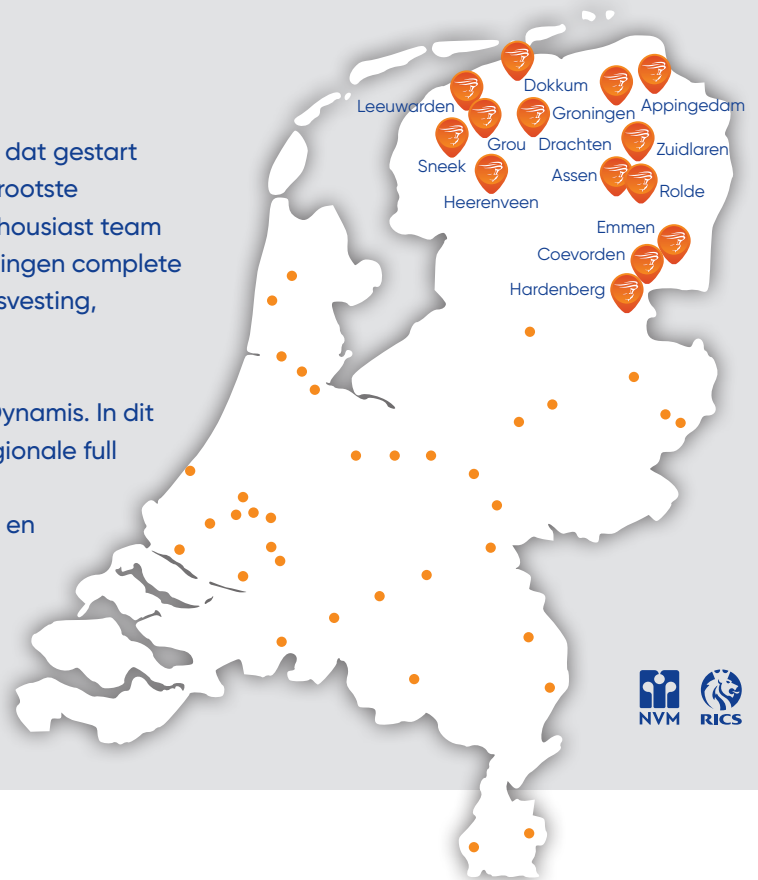 dat gestart
rootste
housiast team
ingen complete
svesting,
Dynamis. In dit
gionale full
en
Dokkum
Leeuwarden
Groningen
Appingedam
Grou
Drachten
Zuidlaren
Sneek
Assen
Rolde
Heerenveen
Emmen
Coevorden
Hardenberg
NVM
RICS